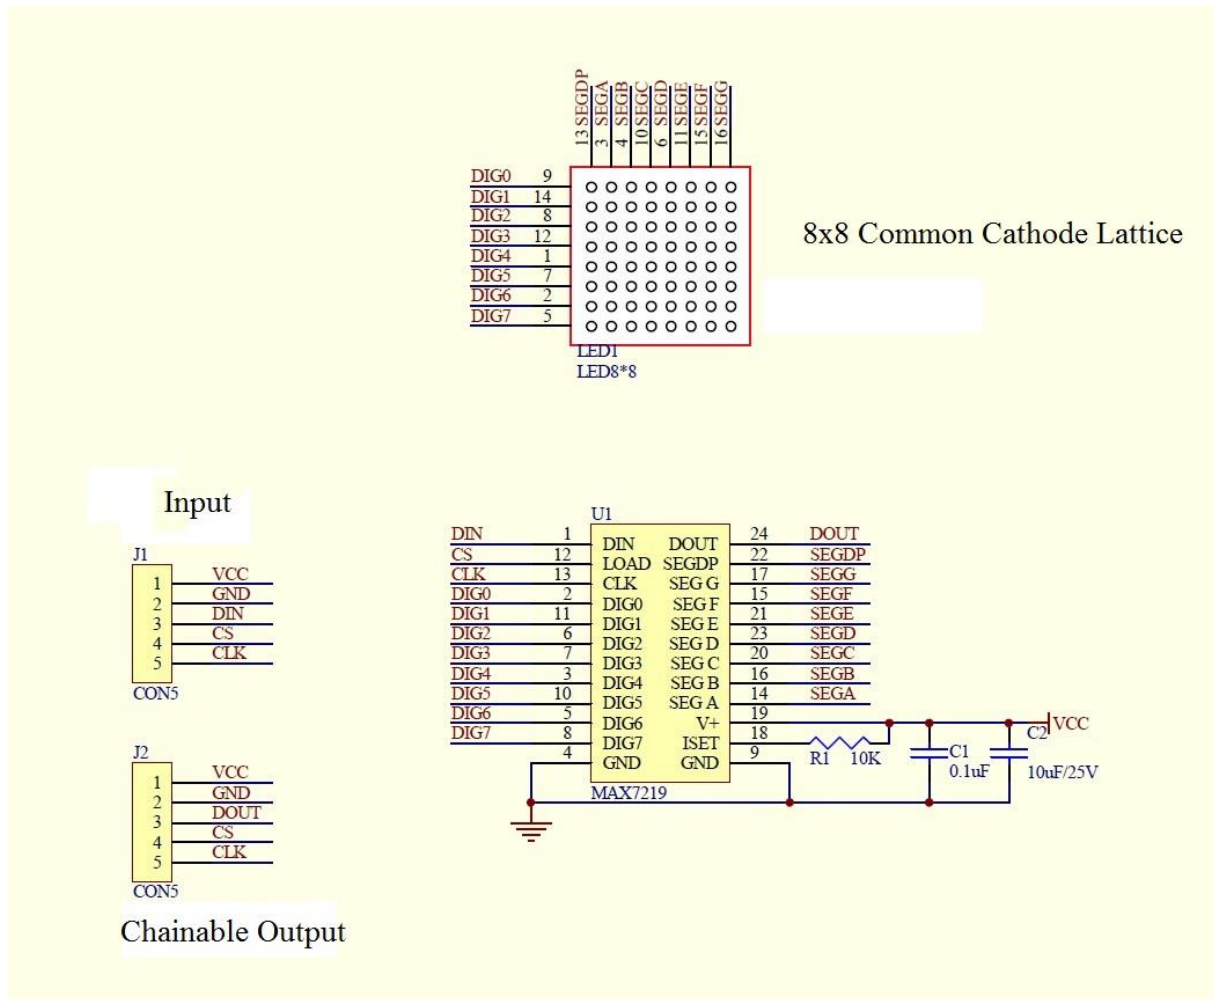 13 SEGDP
3 SEGA
4 SEGB
10 SEGC
6 SEGD
11 SEGE
15 SEGF
16 SEGG
DIG0 9
DIG1 14
DIG2 8
DIG3 12
DIG4 1
DIG5 7
DIG6 2
DIG7 5
LED1
LED8*8
8x8 Common Cathode Lattice
Input
J1
1 VCC
2 GND
3 DIN
4 CS
5 CLK
CON5
J2
1 VCC
2 GND
3 DOUT
4 CS
5 CLK
CON5
Chainable Output
U1
DIN 1 DIN DOUT 24 DOUT
CS 12 LOAD SEGDP 22 SEGDP
CLK 13 CLK SEG G 17 SEGG
DIG0 2 DIG0 SEG F 15 SEGF
DIG1 11 DIG1 SEG E 21 SEGE
DIG2 6 DIG2 SEG D 23 SEGD
DIG3 7 DIG3 SEG C 20 SEGC
DIG4 3 DIG4 SEG B 16 SEGB
DIG5 10 DIG5 SEG A 14 SEGA
DIG6 5 DIG6 V+ 19
DIG7 8 DIG7 ISET 18
4 GND GND 9
MAX7219
R1 10K
C1
0.1uF
C2
10uF/25V
VCC